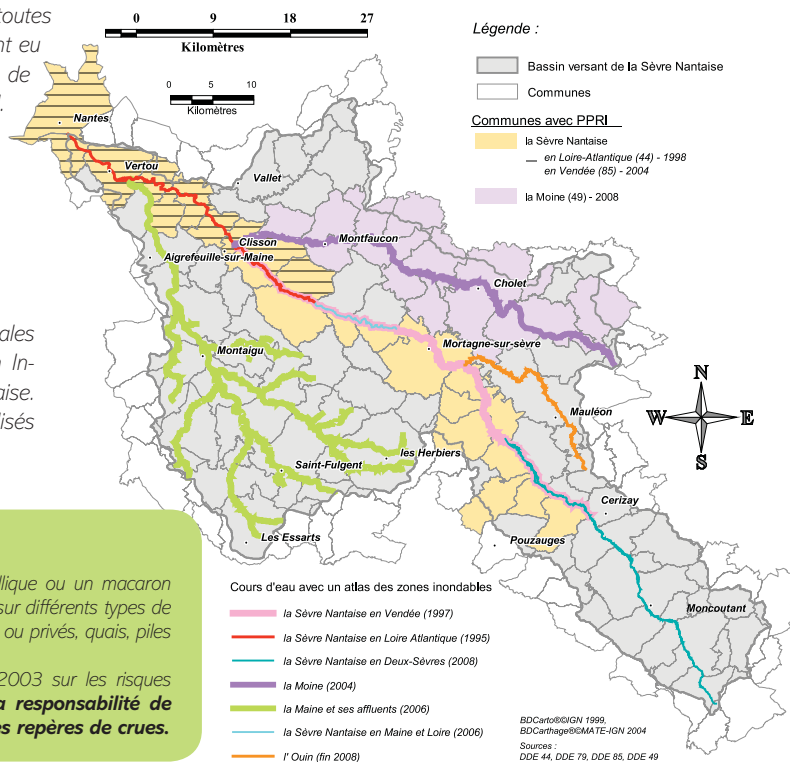 toutes
nt eu
de
0 9 18 27
Kilomètres
0 5 10
Kilomètres
Légende :
Bassin versant de la Sèvre Nantaise
Communes
Communes avec PPRI
la Sèvre Nantaise
en Loire-Atlantique (44) - 1998
en Vendée (85) - 2004
la Moine (49) - 2008
Nantes
Vertou
Vallet
Clisson
Montfaucon
Aigrefeuille-sur-Maine
Cholet
ales
n In-
aise.
lisés
Mortagne-sur-sèvre
Montaigu
Mauléon
N
W E
S
les Herbiers
Saint-Fulgent
Cerizay
Les Essarts
Pouzauges
Moncoutant
llique ou un macaron
sur différents types de
ou privés, quais, piles
2003 sur les risques
a responsabilité de
es repères de crues.
Cours d'eau avec un atlas des zones inondables
la Sèvre Nantaise en Vendée (1997)
la Sèvre Nantaise en Loire Atlantique (1995)
la Sèvre Nantaise en Deux-Sèvres (2008)
la Moine (2004)
la Maine et ses affluents (2006)
la Sèvre Nantaise en Maine et Loire (2006)
l' Ouin (fin 2008)
BDCarto®©IGN 1999,
BDCarthage®©MATE-IGN 2004
Sources :
DDE 44, DDE 79, DDE 85, DDE 49